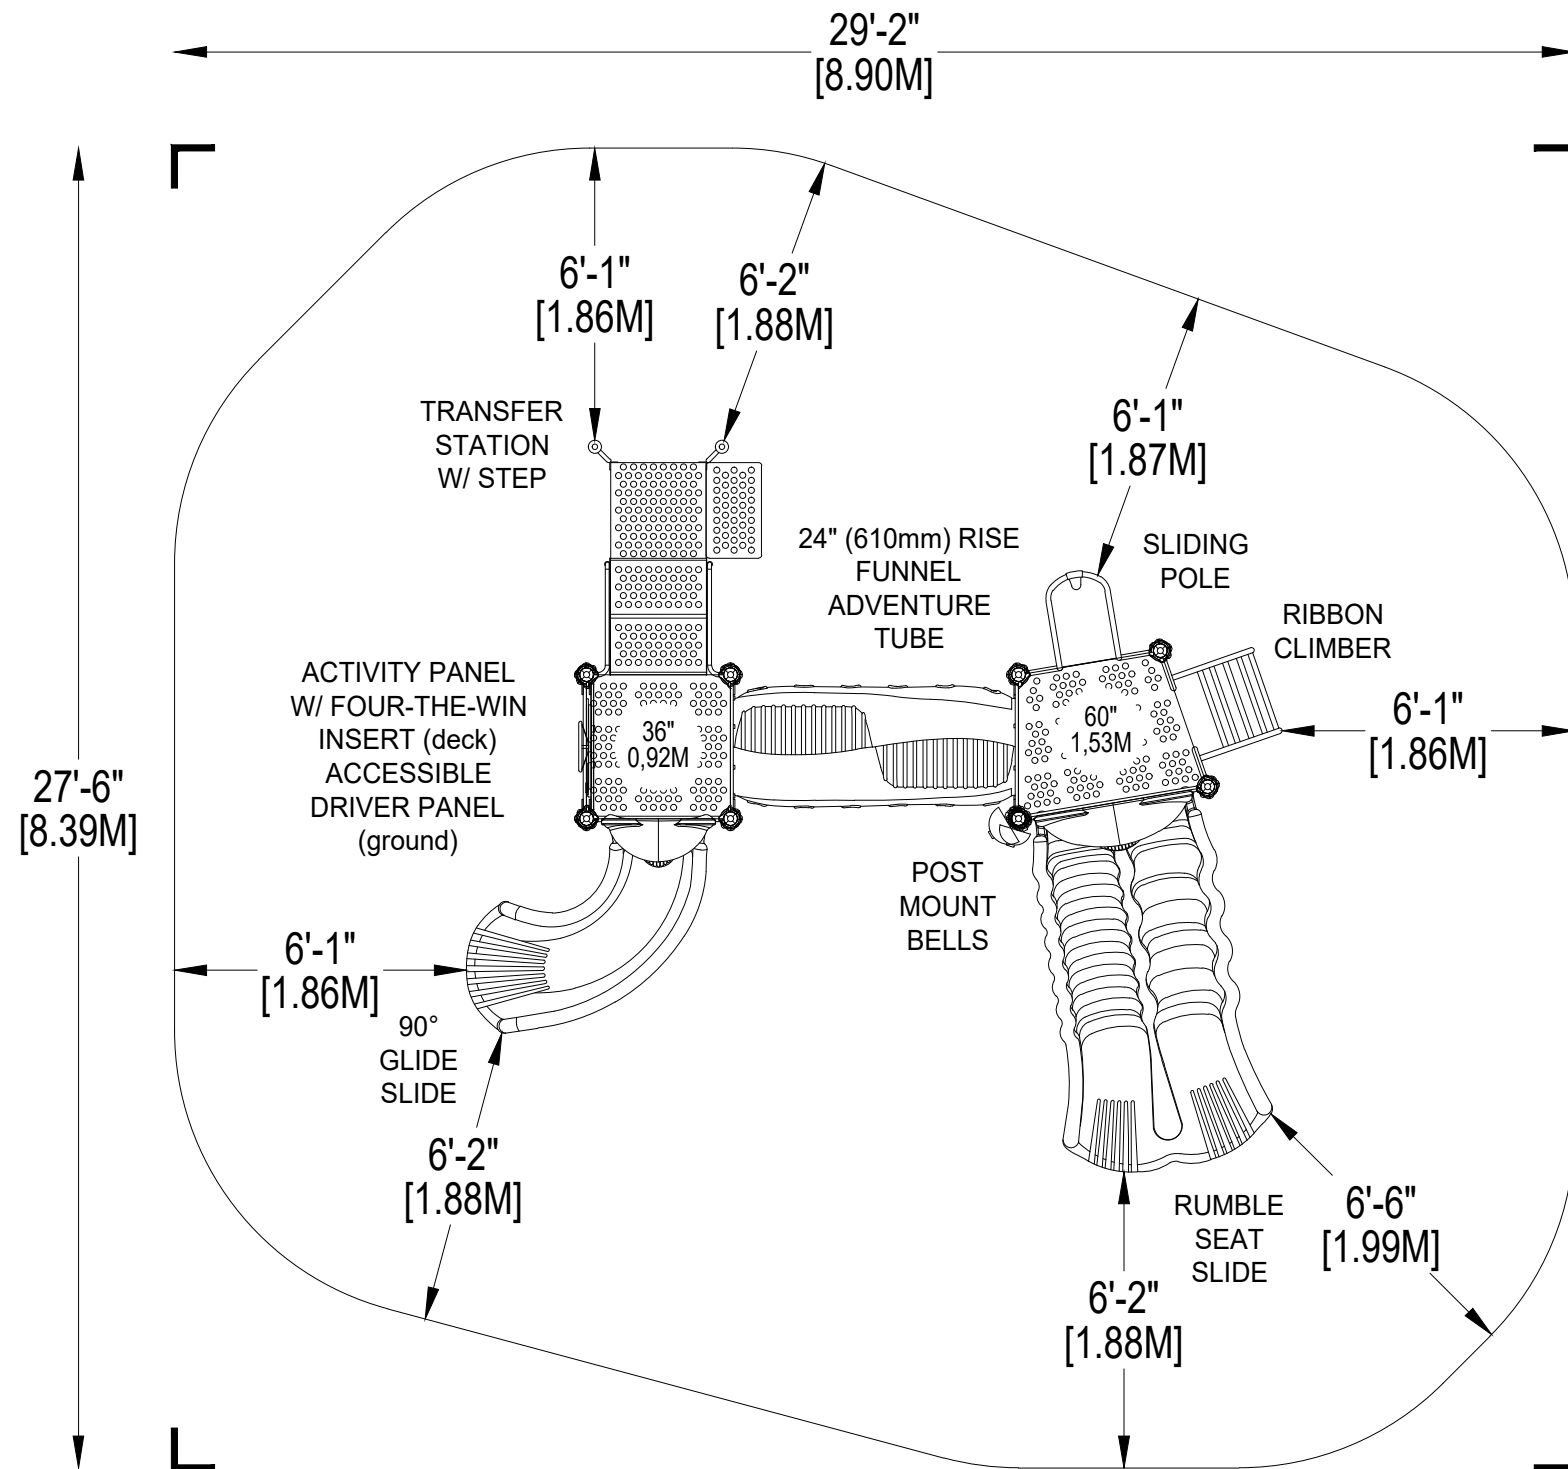 29'-2"
[8.90M]
6'-1"
[1.86M]
6'-2"
[1.88M]
TRANSFER
STATION
W/ STEP
6'-1"
[1.87M]
24" (610mm) RISE
FUNNEL
ADVENTURE
TUBE
SLIDING
POLE
RIBBON
CLIMBER
ACTIVITY PANEL
W/ FOUR-THE-WIN
INSERT (deck)
ACCESSIBLE
DRIVER PANEL
(ground)
36"
0,92M
60"
1,53M
6'-1"
[1.86M]
27'-6"
[8.39M]
POST
MOUNT
BELLS
6'-1"
[1.86M]
90°
GLIDE
SLIDE
6'-2"
[1.88M]
RUMBLE
SEAT
SLIDE
6'-6"
[1.99M]
6'-2"
[1.88M]